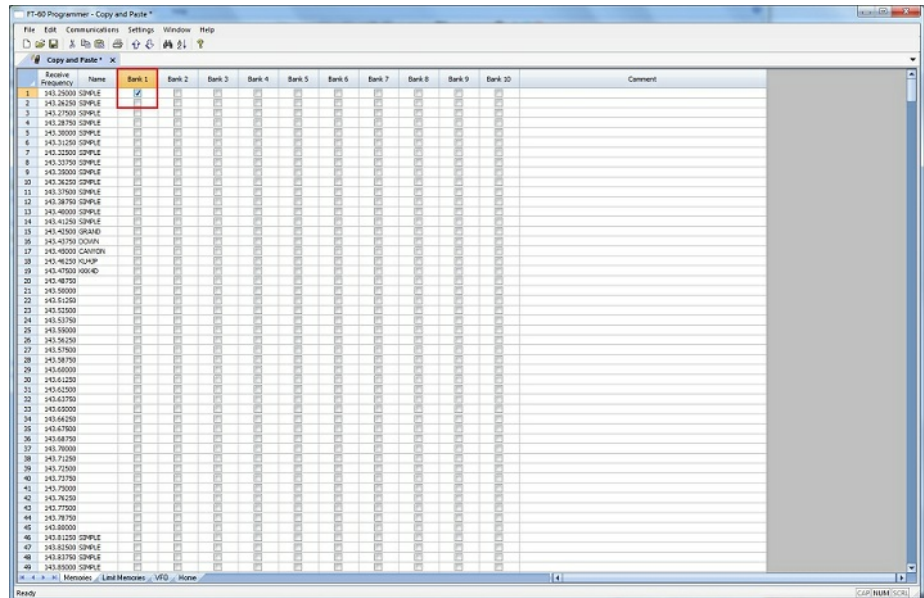 FT-60 Programmer - Copy and Paste *
File Edit Communications Settings Window Help
Copy and Paste * X
Receive Frequency Name Bank 1 Bank 2 Bank 3 Bank 4 Bank 5 Bank 6 Bank 7 Bank 8 Bank 9 Bank 10 Comment
1 143.25000 SIMPLE
2 143.26250 SIMPLE
3 143.27500 SIMPLE
4 143.28750 SIMPLE
5 143.30000 SIMPLE
6 143.31250 SIMPLE
7 143.32500 SIMPLE
8 143.33750 SIMPLE
9 143.35000 SIMPLE
10 143.36250 SIMPLE
11 143.37500 SIMPLE
12 143.38750 SIMPLE
13 143.40000 SIMPLE
14 143.41250 SIMPLE
15 143.42500 GRAND
16 143.43750
17 143.45000 CANYON
18 143.46250
19 143.47500
20 143.48750
21 143.50000
22 143.51250
23 143.52500
24 143.53750
25 143.55000
26 143.56250
27 143.57500
28 143.58750
29 143.60000
30 143.61250
31 143.62500
32 143.63750
33 143.65000
34 143.66250
35 143.67500
36 143.68750
37 143.70000
38 143.71250
39 143.72500
40 143.73750
41 143.75000
42 143.76250
43 143.77500
44 143.78750
45 143.80000
46 143.81250 SIMPLE
47 143.82500 SIMPLE
48 143.83750 SIMPLE
49 143.85000 SIMPLE
Memories Limit Memories VFO Home
Ready CAP NUM SCRL